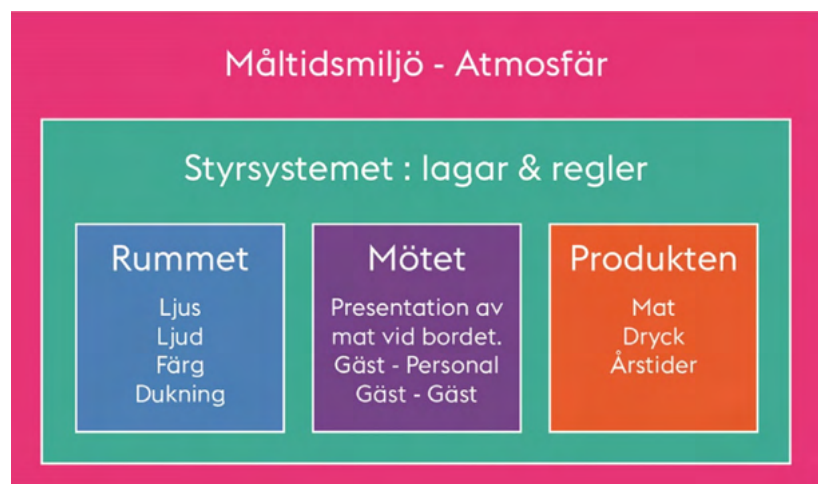 Måltidsmiljö - Atmosfär
Styrsystemet : lagar & regler
Rummet
Ljus
Ljud
Färg
Dukning
Mötet
Presentation av
mat vid bordet.
Gäst - Personal
Gäst - Gäst
Produkten
Mat
Dryck
Årstider